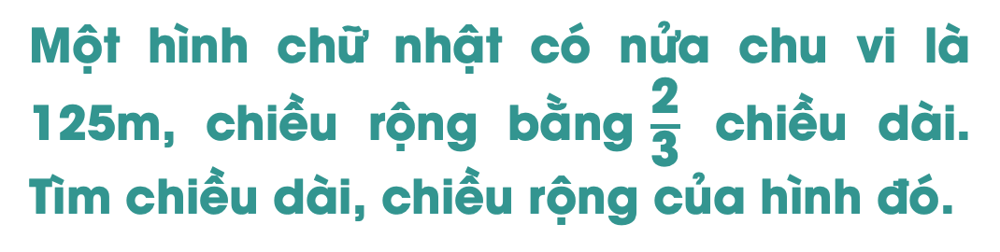 Một hình chữ nhật có nửa chu vi là
125m, chiều rộng bằng 2/3 chiều dài.
Tìm chiều dài, chiều rộng của hình đó.